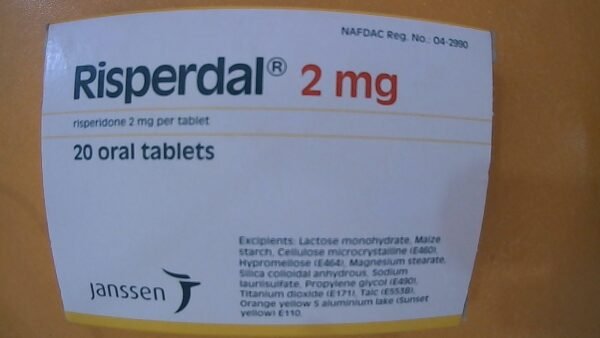 NAFDAC Reg. No.: 04-2990
Risperdal® 2 mg
risperidone 2 mg per tablet
20 oral tablets
Excipients: Lactose monohydrate, Maize
starch, Cellulose microcrystalline (E460),
Hypromellose (E464), Magnesium stearate,
Silica colloidal anhydrous, Sodium
laurilsulfate, Propylene glycol (E490),
Titanium dioxide (E171), Talc (E553B),
Orange yellow S aluminium lake (Sunset
yellow) E110.
janssen